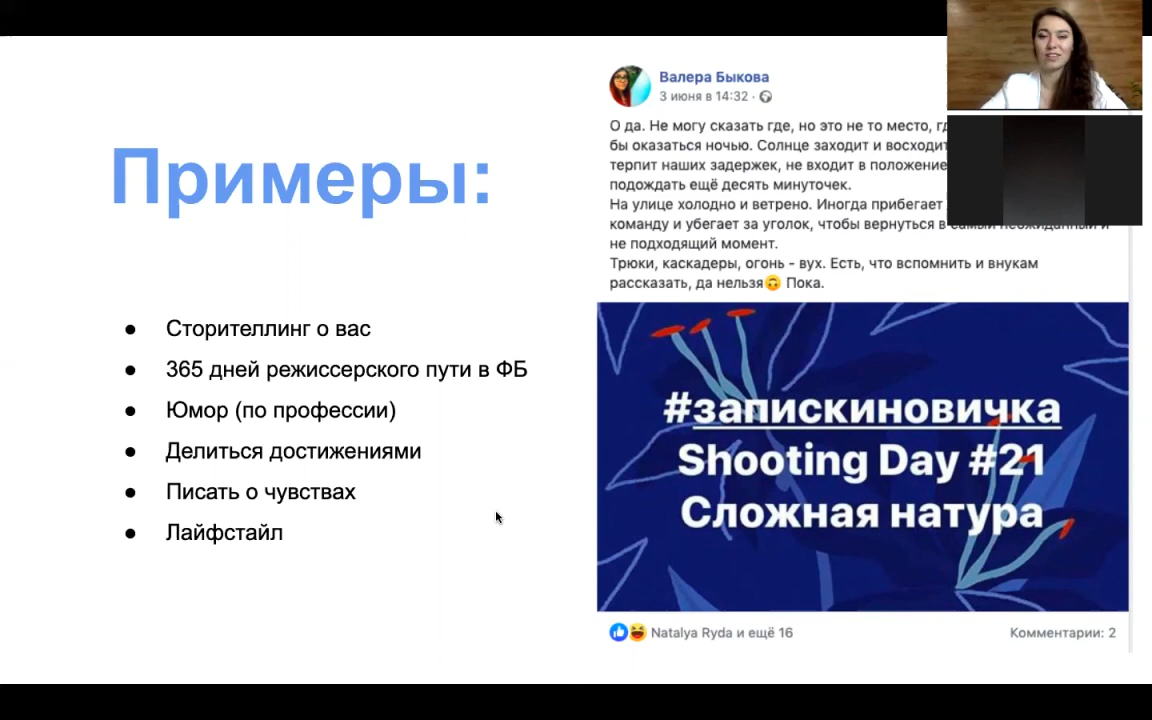 Примеры:
Сторителлинг о вас
365 дней режиссерского пути в ФБ
Юмор (по профессии)
Делиться достижениями
Писать о чувствах
Лайфстайл
Валера Быкова
3 июня в 14:32 ·
О да. Не могу сказать где, но это не то место,
бы оказаться ночью. Солнце заходит и
терпит наших задержек, не входит в положение
подождать ещё десять минуточек.
На улице холодно и ветрено. Иногда прибегает
команду и убегает за уголок, чтобы вернуться в самый неожиданный и
не подходящий момент.
Трюки, каскадеры, огонь - вух. Есть, что вспомнить и внукам
рассказать, да нельзя🙃 Пока.
#запискиновичка
Shooting Day #21
Сложная натура
Natalya Ryda и ещё 16
Комментарии: 2